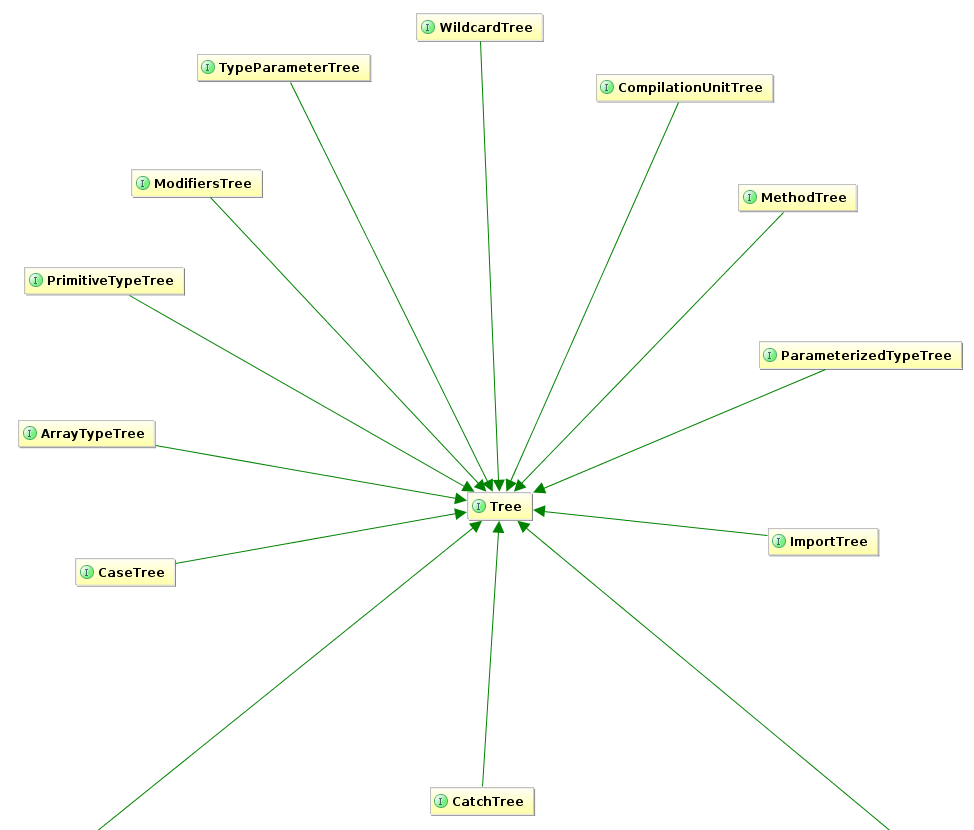 WildcardTree
TypeParameterTree
CompilationUnitTree
ModifiersTree
MethodTree
PrimitiveTypeTree
ParameterizedTypeTree
ArrayTypeTree
Tree
ImportTree
CaseTree
CatchTree